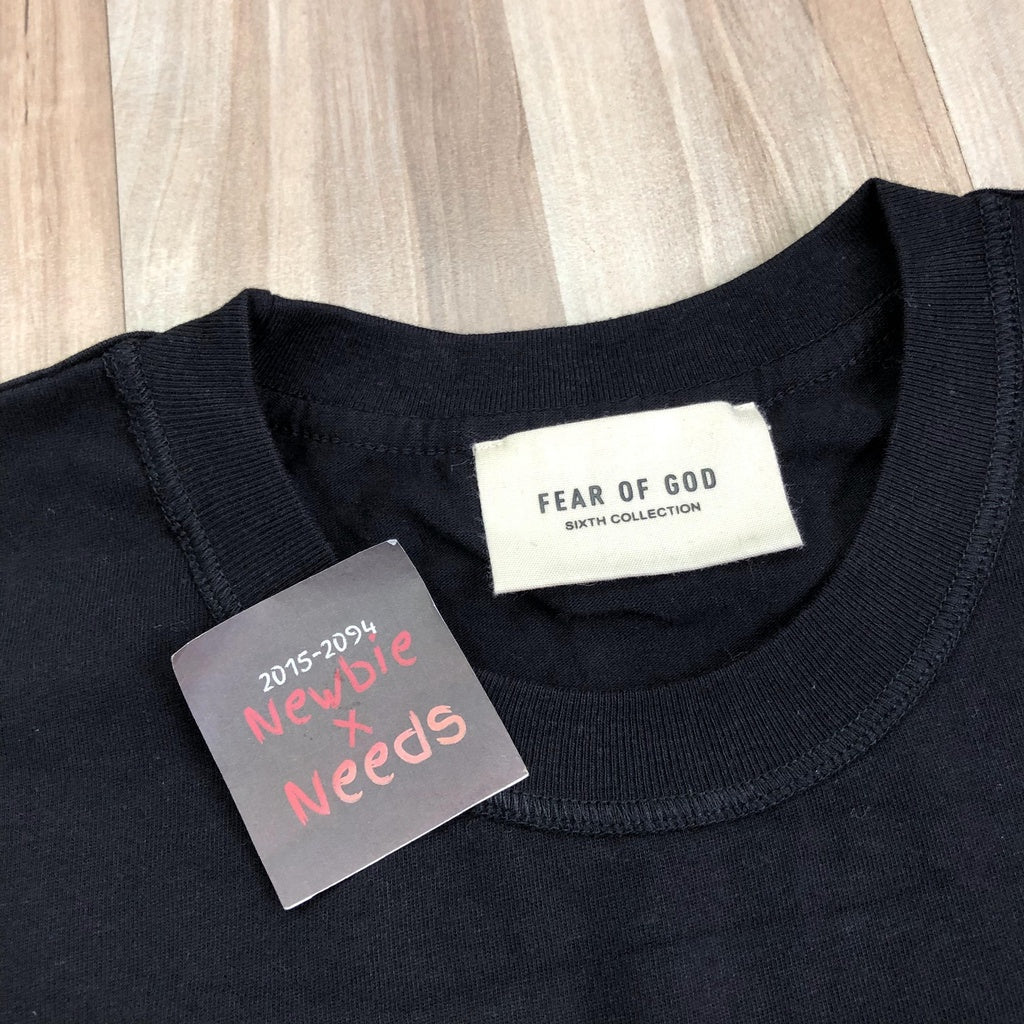 FEAR OF GOD
SIXTH COLLECTION
2015-2094
Newbie
x
Needs